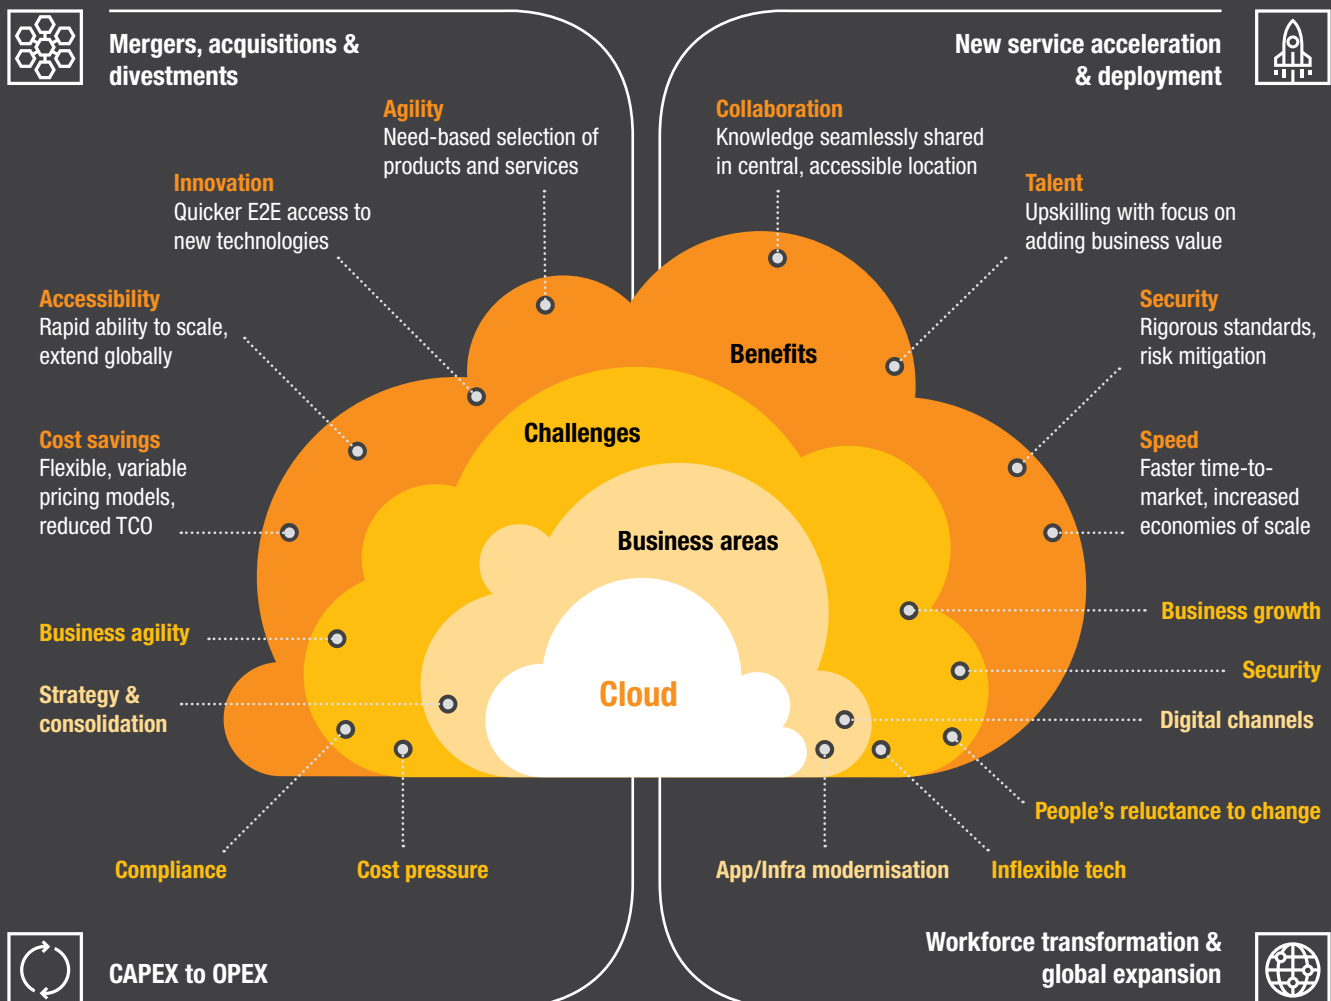 Mergers, acquisitions &
divestments
New service acceleration
& deployment
Agility
Need-based selection of
products and services
Collaboration
Knowledge seamlessly shared
in central, accessible location
Innovation
Quicker E2E access to
new technologies
Talent
Upskilling with focus on
adding business value
Accessibility
Rapid ability to scale,
extend globally
Security
Rigorous standards,
risk mitigation
Benefits
Challenges
Cost savings
Flexible, variable
pricing models,
reduced TCO
Speed
Faster time-to-
market, increased
economies of scale
Business areas
Business agility
Business growth
Security
Strategy &
consolidation
Cloud
Digital channels
People's reluctance to change
Compliance
Cost pressure
App/Infra modernisation
Inflexible tech
CAPEX to OPEX
Workforce transformation &
global expansion